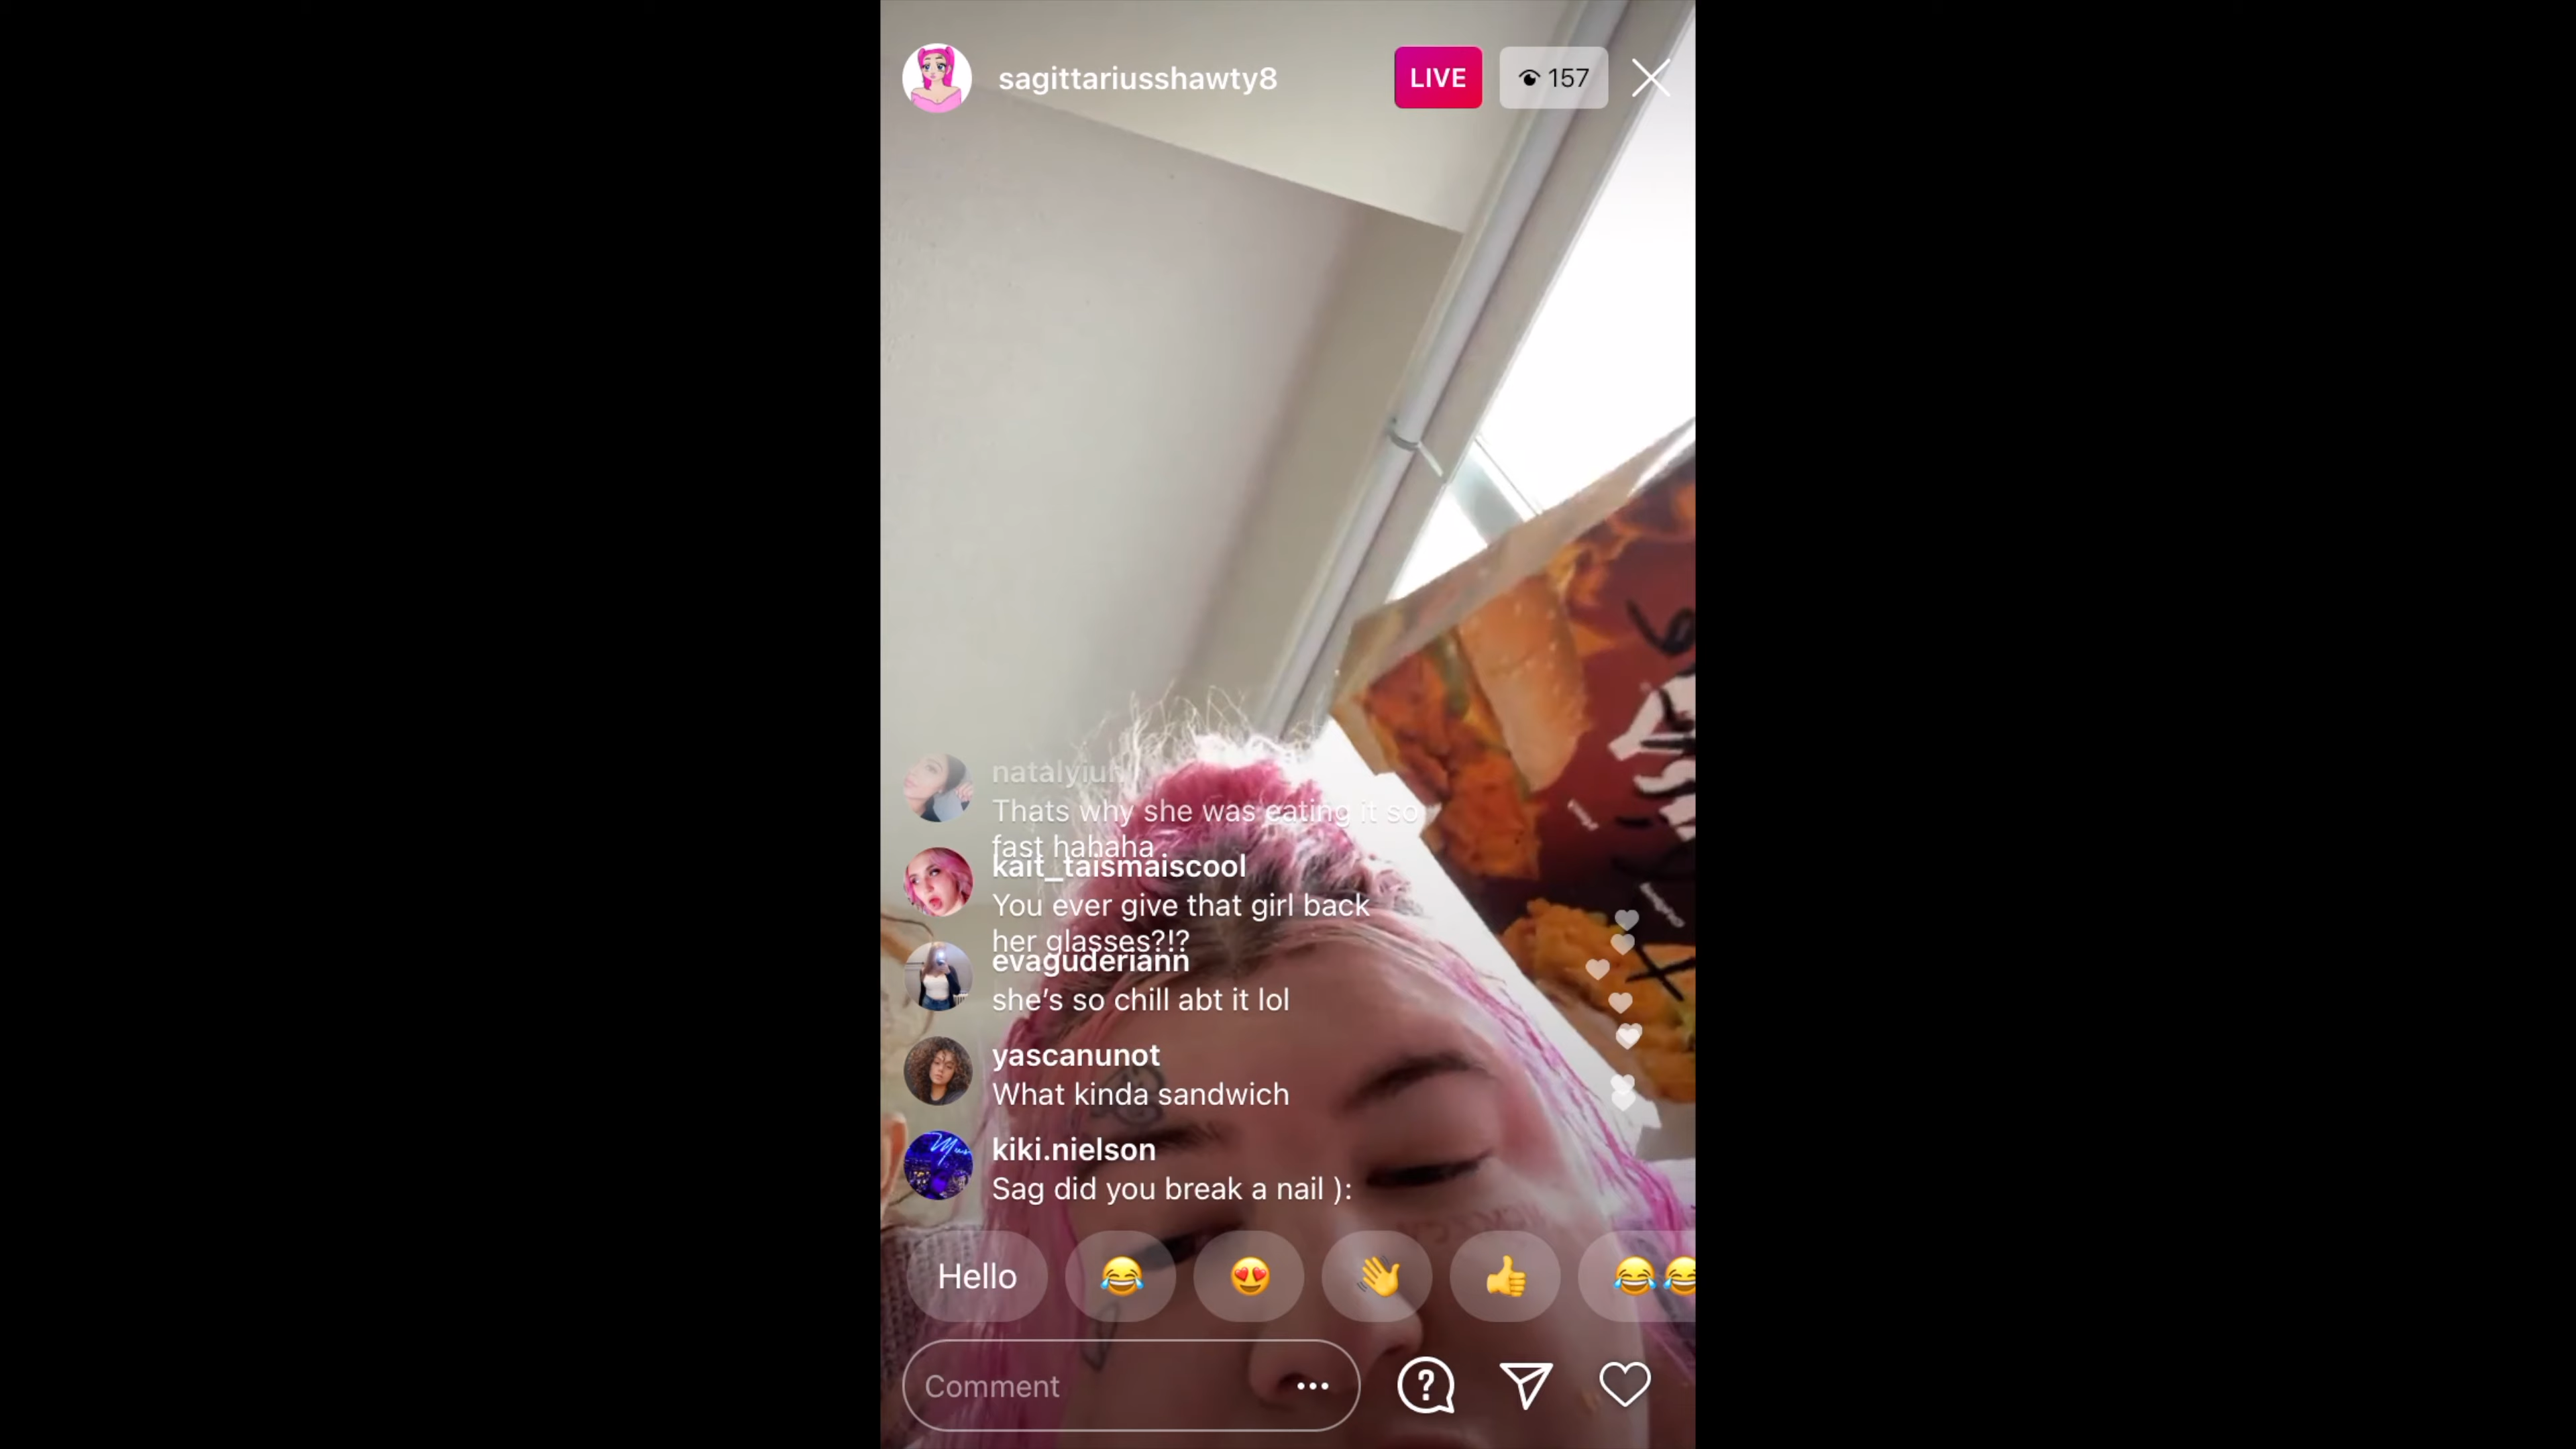 sagittariusshawty8
LIVE
157
Thats why she was eating it so
fast hahaha
kait_taismaiscool
You ever give that girl back
her glasses?!?
evaguderiann
she's so chill abt it lol
yascanunot
What kinda sandwich
kiki.nielson
Sag did you break a nail ):
Hello
Comment